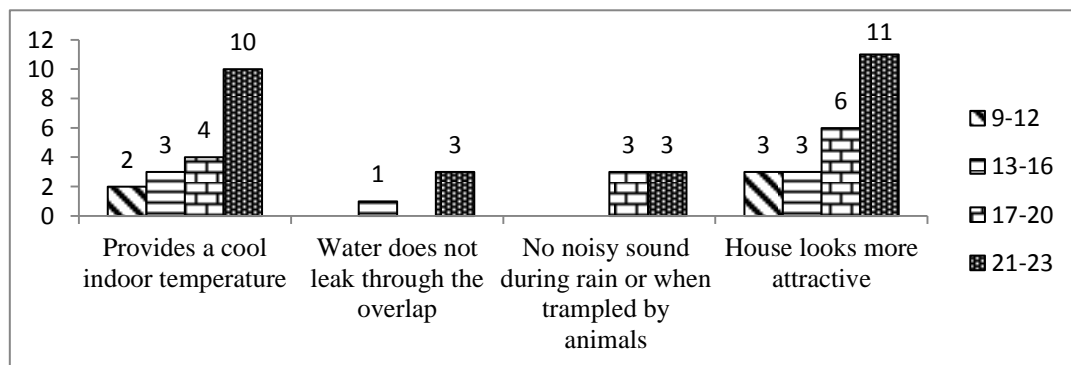 12
10
8
6
4
2
0
2
3
4
10
1
3
3
3
3
3
6
11
Provides a cool
indoor temperature
Water does not
leak through the
overlap
No noisy sound
during rain or when
trampled by
animals
House looks more
attractive
9-12
13-16
17-20
21-23